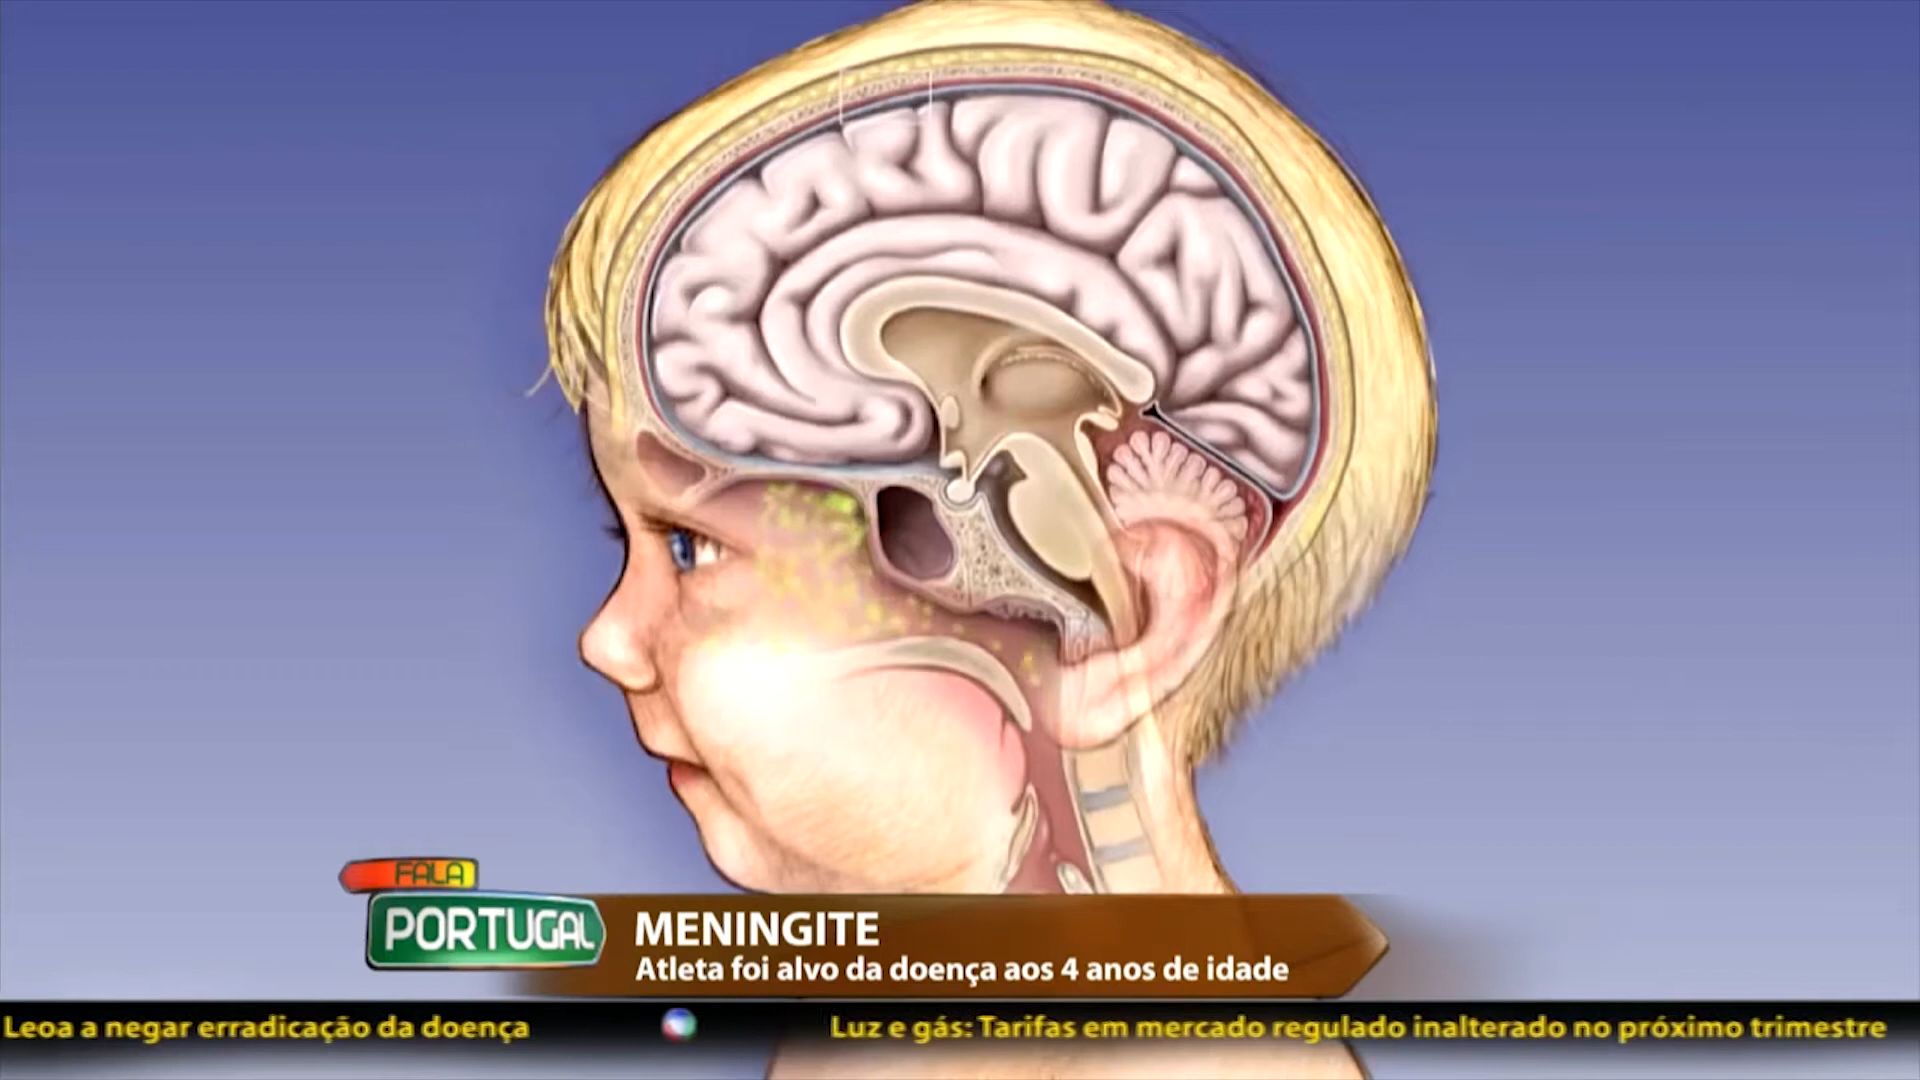 FALA
PORTUGAL
MENINGITE
Atleta foi alvo da doença aos 4 anos de idade
Leoa a negar erradicação da doença
Luz e gás: Tarifas em mercado regulado inalterado no próximo trimestre